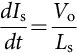 dI_s/dt = V_o/L_s